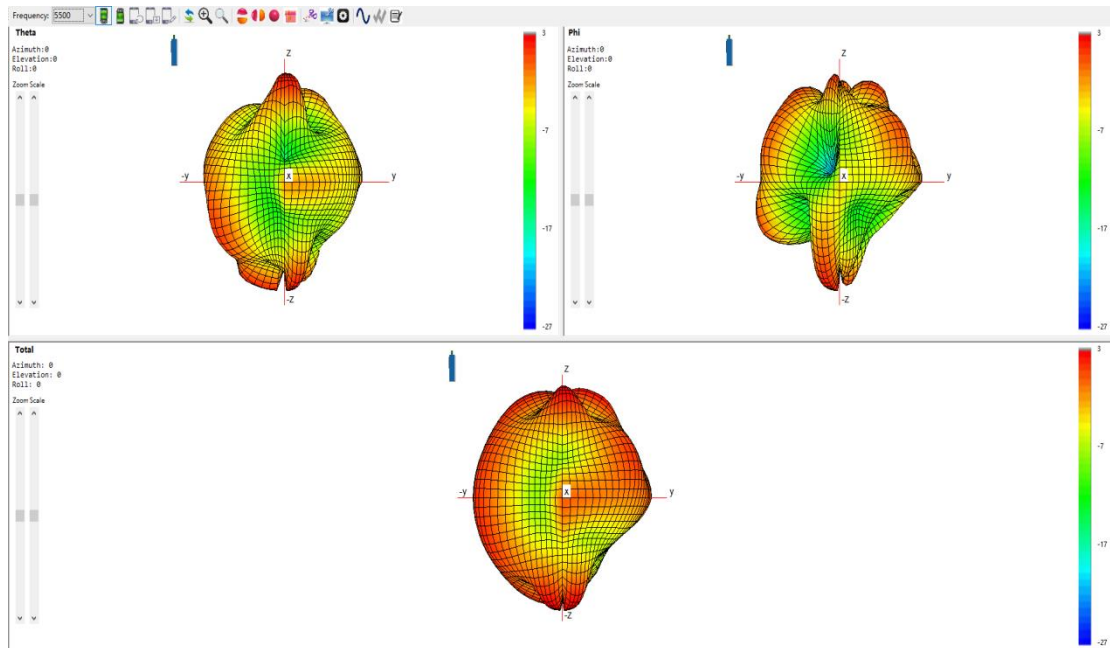 Frequency: 5500
Theta
Azimuth:0
Elevation:0
Roll:0
Zoom Scale
Z
-y
X
y
-Z
3
-7
-17
-27
Phi
Azimuth:0
Elevation:0
Roll:0
Zoom Scale
Z
-y
X
y
-Z
3
-7
-17
-27
Total
Azimuth: 0
Elevation: 0
Roll: 0
Zoom Scale
Z
-y
X
y
-Z
3
-7
-17
-27